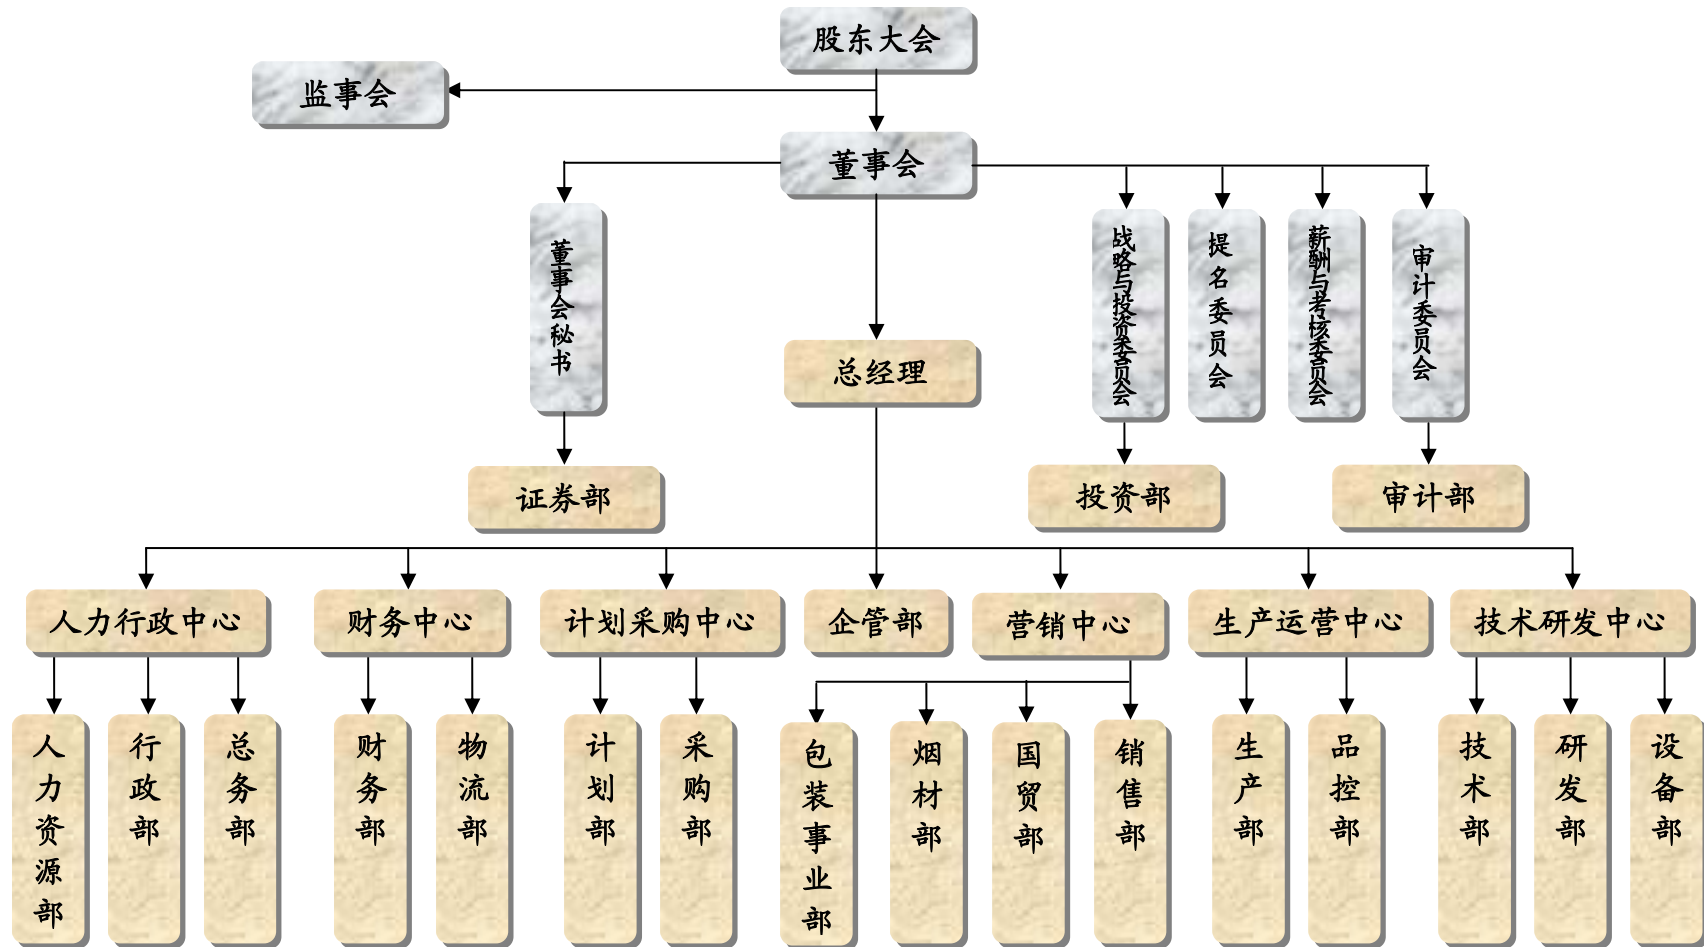 股东大会
监事会
董事会
董事会秘书
战略与投资委员会
提名委员会
薪酬与考核委员会
审计委员会
总经理
证券部
投资部
审计部
人力行政中心
财务中心
计划采购中心
企管部
营销中心
生产运营中心
技术研发中心
人力资源部
行政部
总务部
财务部
物流部
计划部
采购部
包装事业部
烟材部
国贸部
销售部
生产部
品控部
技术部
研发部
设备部